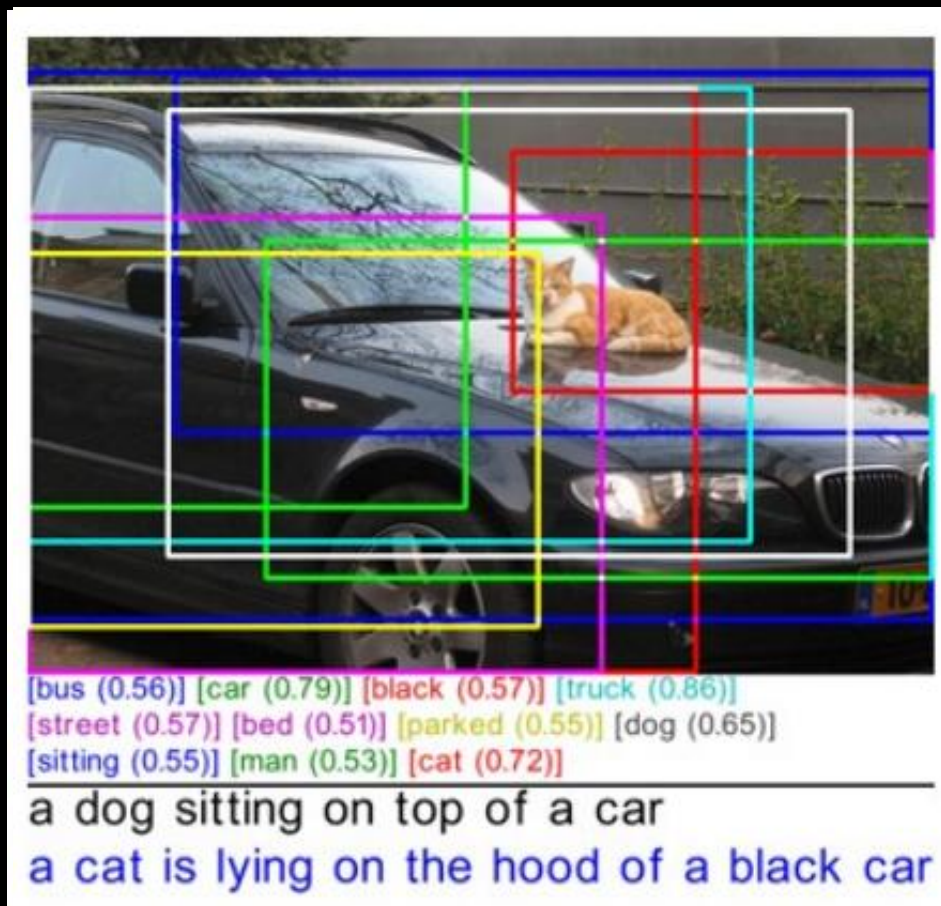 [bus (0.56)] [car (0.79)] [black (0.57)] [truck (0.86)]
[street (0.57)] [bed (0.51)] [parked (0.55)] [dog (0.65)]
[sitting (0.55)] [man (0.53)] [cat (0.72)]
a dog sitting on top of a car
a cat is lying on the hood of a black car